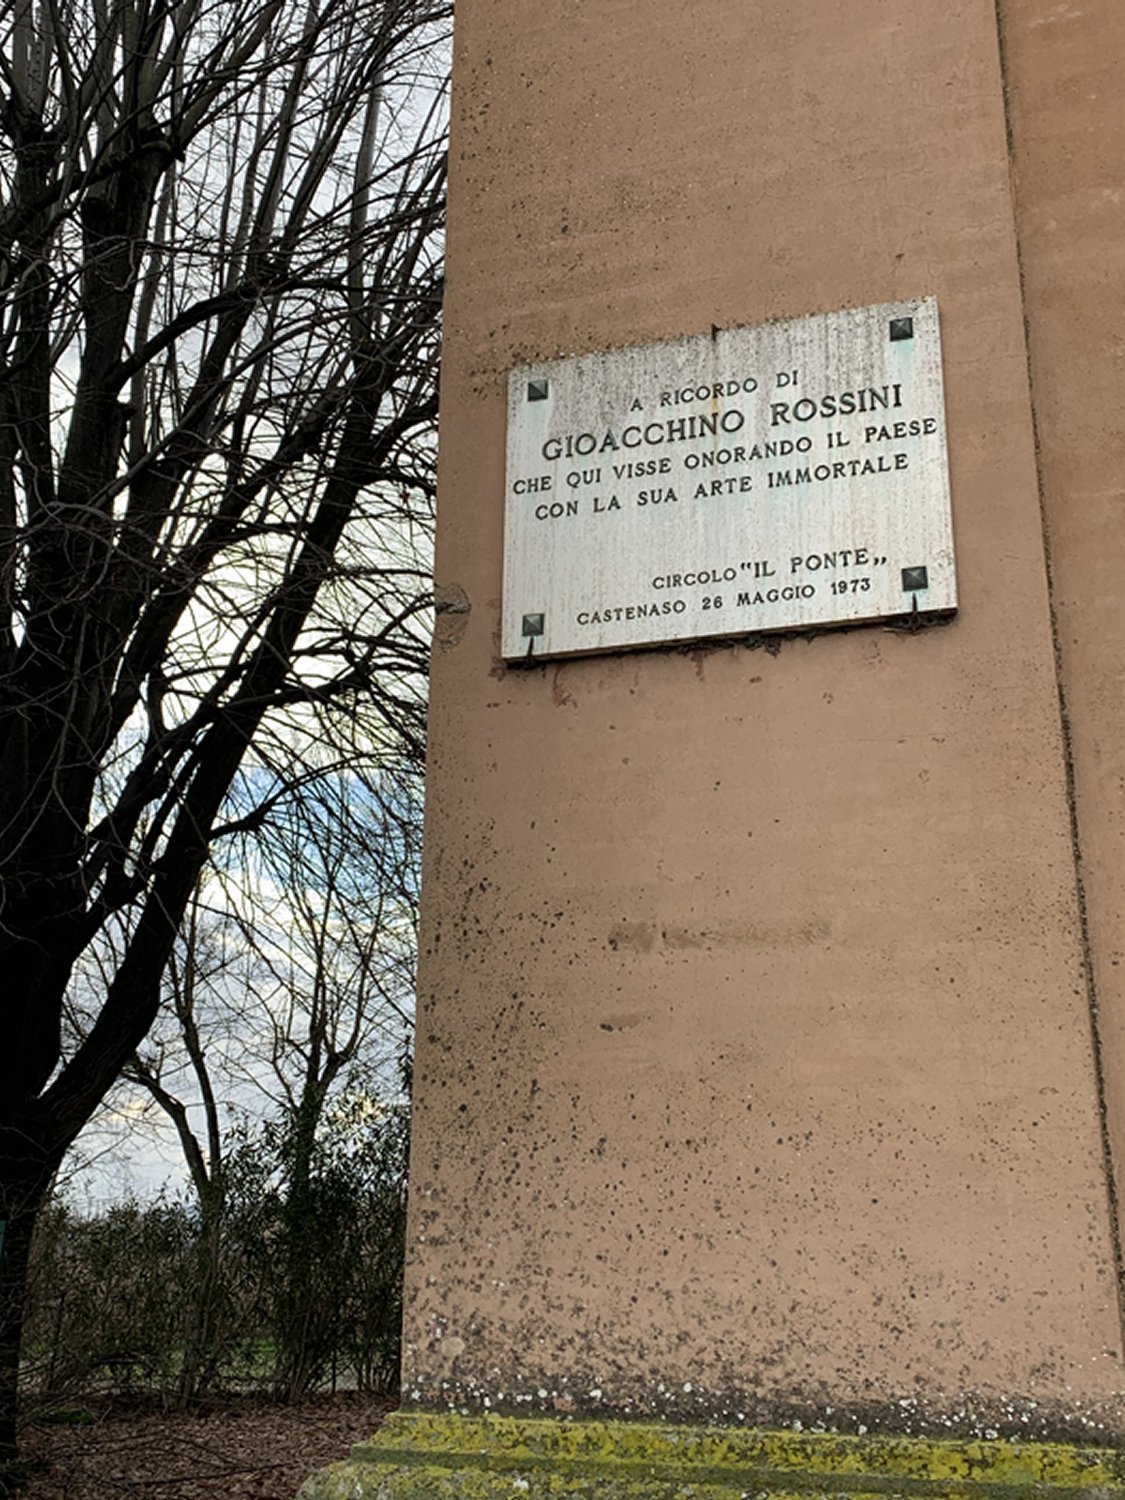 A RICORDO DI
GIOACCHINO ROSSINI
CHE QUI VISSE ONORANDO IL PAESE
CON LA SUA ARTE IMMORTALE
CIRCOLO "IL PONTE„
CASTENASO 26 MAGGIO 1973